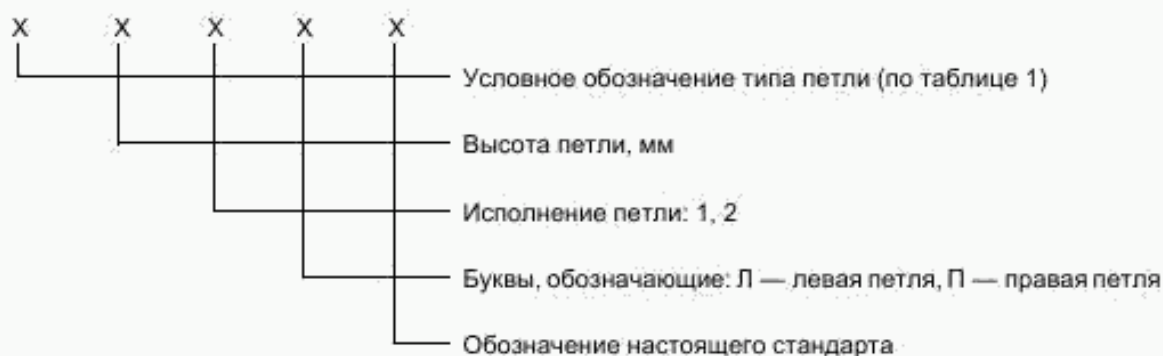 X X X X X
Условное обозначение типа петли (по таблице 1)
Высота петли, мм
Исполнение петли: 1, 2
Буквы, обозначающие: Л — левая петля, П — правая петля
Обозначение настоящего стандарта